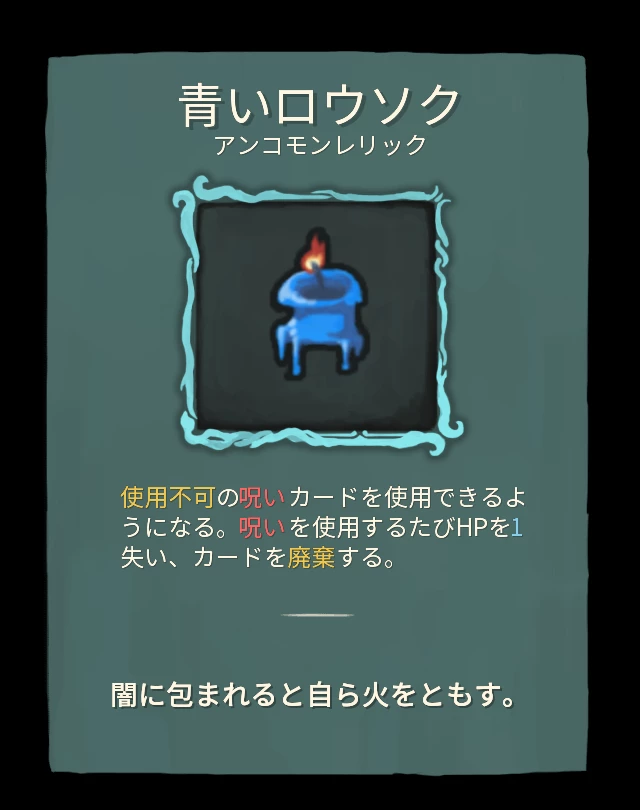 青いロウソク
アンコモンレリック
使用不可の呪いカードを使用できるよ
うになる。呪いを使用するたびHPを1
失い、カードを廃棄する。
闇に包まれると自ら火をともす。